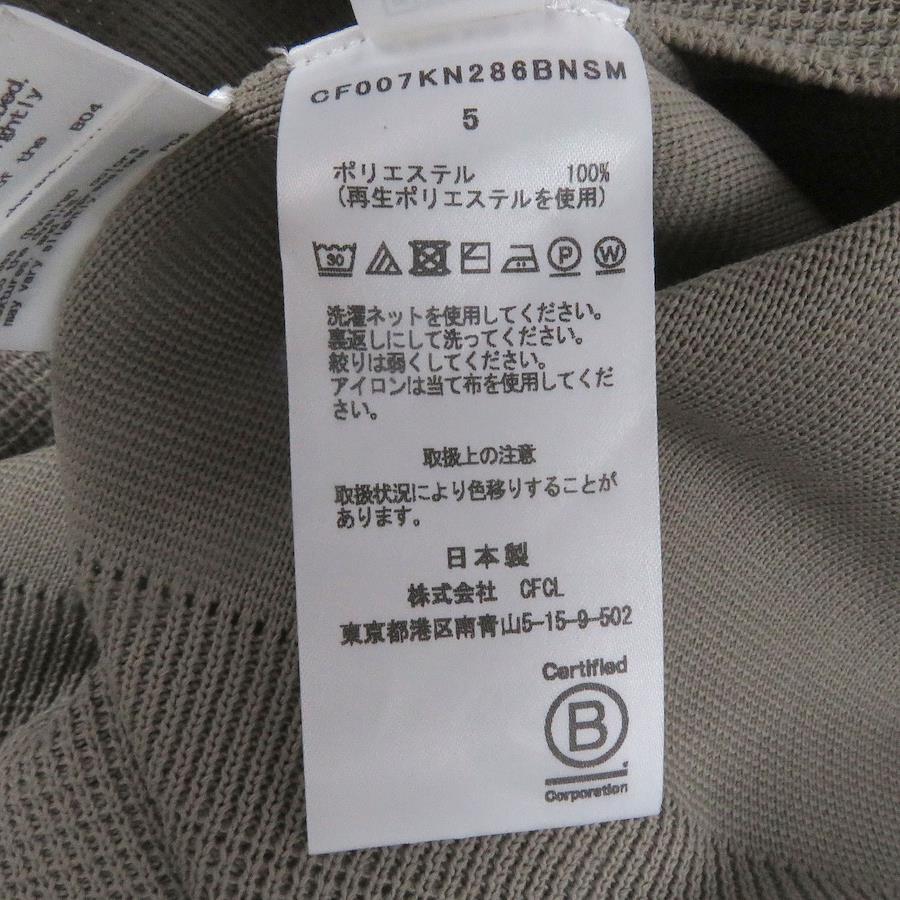 CF007KN286BNSM
5
ポリエステル 100%
(再生ポリエステルを使用)
30
P
W
洗濯ネットを使用してください。
裏返しにして洗ってください。
絞りは弱くしてください。
アイロンは当て布を使用してくだ
さい。
取扱上の注意
取扱状況により色移りすることが
あります。
日本製
株式会社 CFCL
東京都港区南青山5-15-9-502
Certified
B
Corporation
of the
B04
may vary